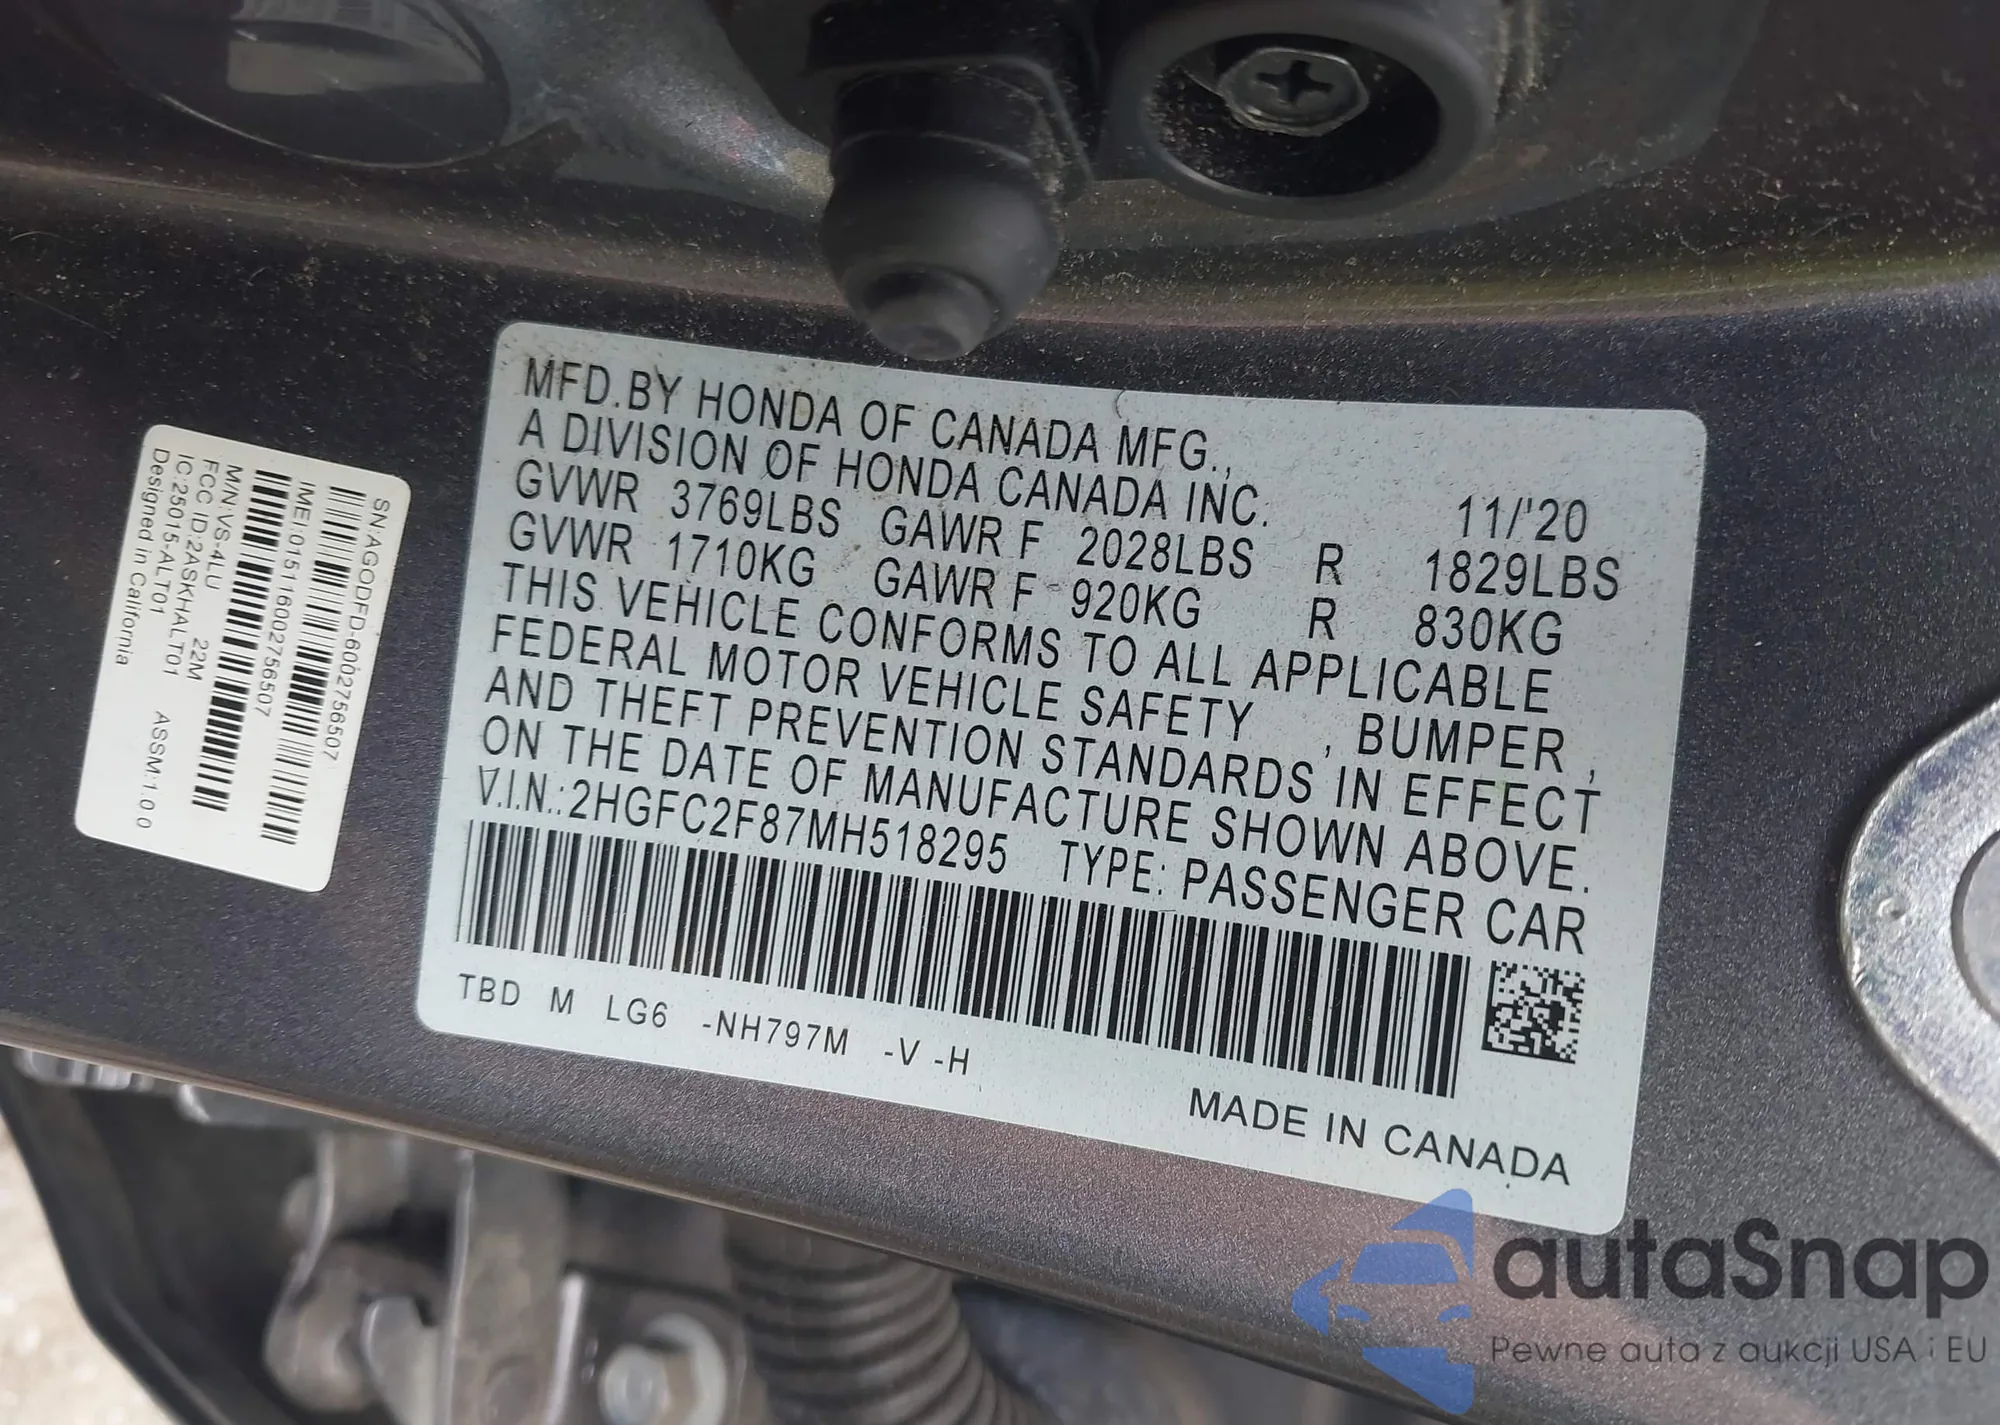 MFD.BY HONDA OF CANADA MFG.,
A DIVISION OF HONDA CANADA INC. 11/'20
GVWR 3769LBS GAWR F 2028LBS R 1829LBS
GVWR 1710KG GAWR F 920KG R 830KG
THIS VEHICLE CONFORMS TO ALL APPLICABLE
FEDERAL MOTOR VEHICLE SAFETY , BUMPER ,
AND THEFT PREVENTION STANDARDS IN EFFECT
ON THE DATE OF MANUFACTURE SHOWN ABOVE.
V.I.N.:2HGFC2F87MH518295 TYPE: PASSENGER CAR
TBD M LG6 -NH797M -V -H
MADE IN CANADA
SN:AGODFD-6002756507
IMEI:015116002756507
M/N:VS-4LU 22M
FCC ID:2ASKHALT01
IC:25015-ALT01 ASSM:1.0.0
Designed in California
autaSnap
Pewne auta z aukcji USA i EU